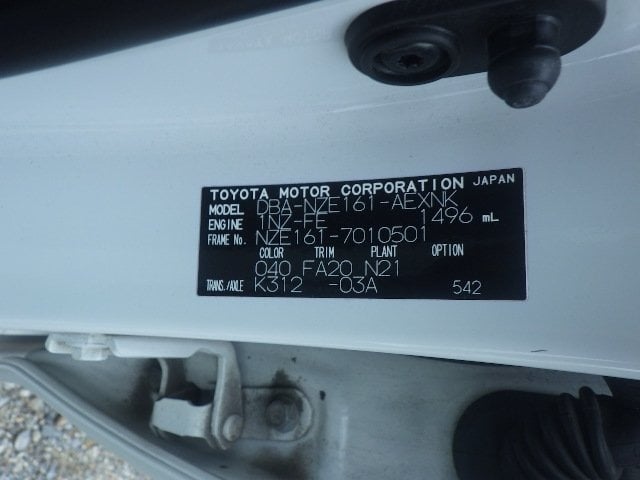 TOYOTA MOTOR CORPORATION JAPAN
MODEL DBA-NZE161-AEXNK
ENGINE 1NZ-FE 1496 mL
FRAME No. NZE161-7010501
COLOR TRIM PLANT OPTION
040 FA20 N21
TRANS./AXLE K312 -03A 542